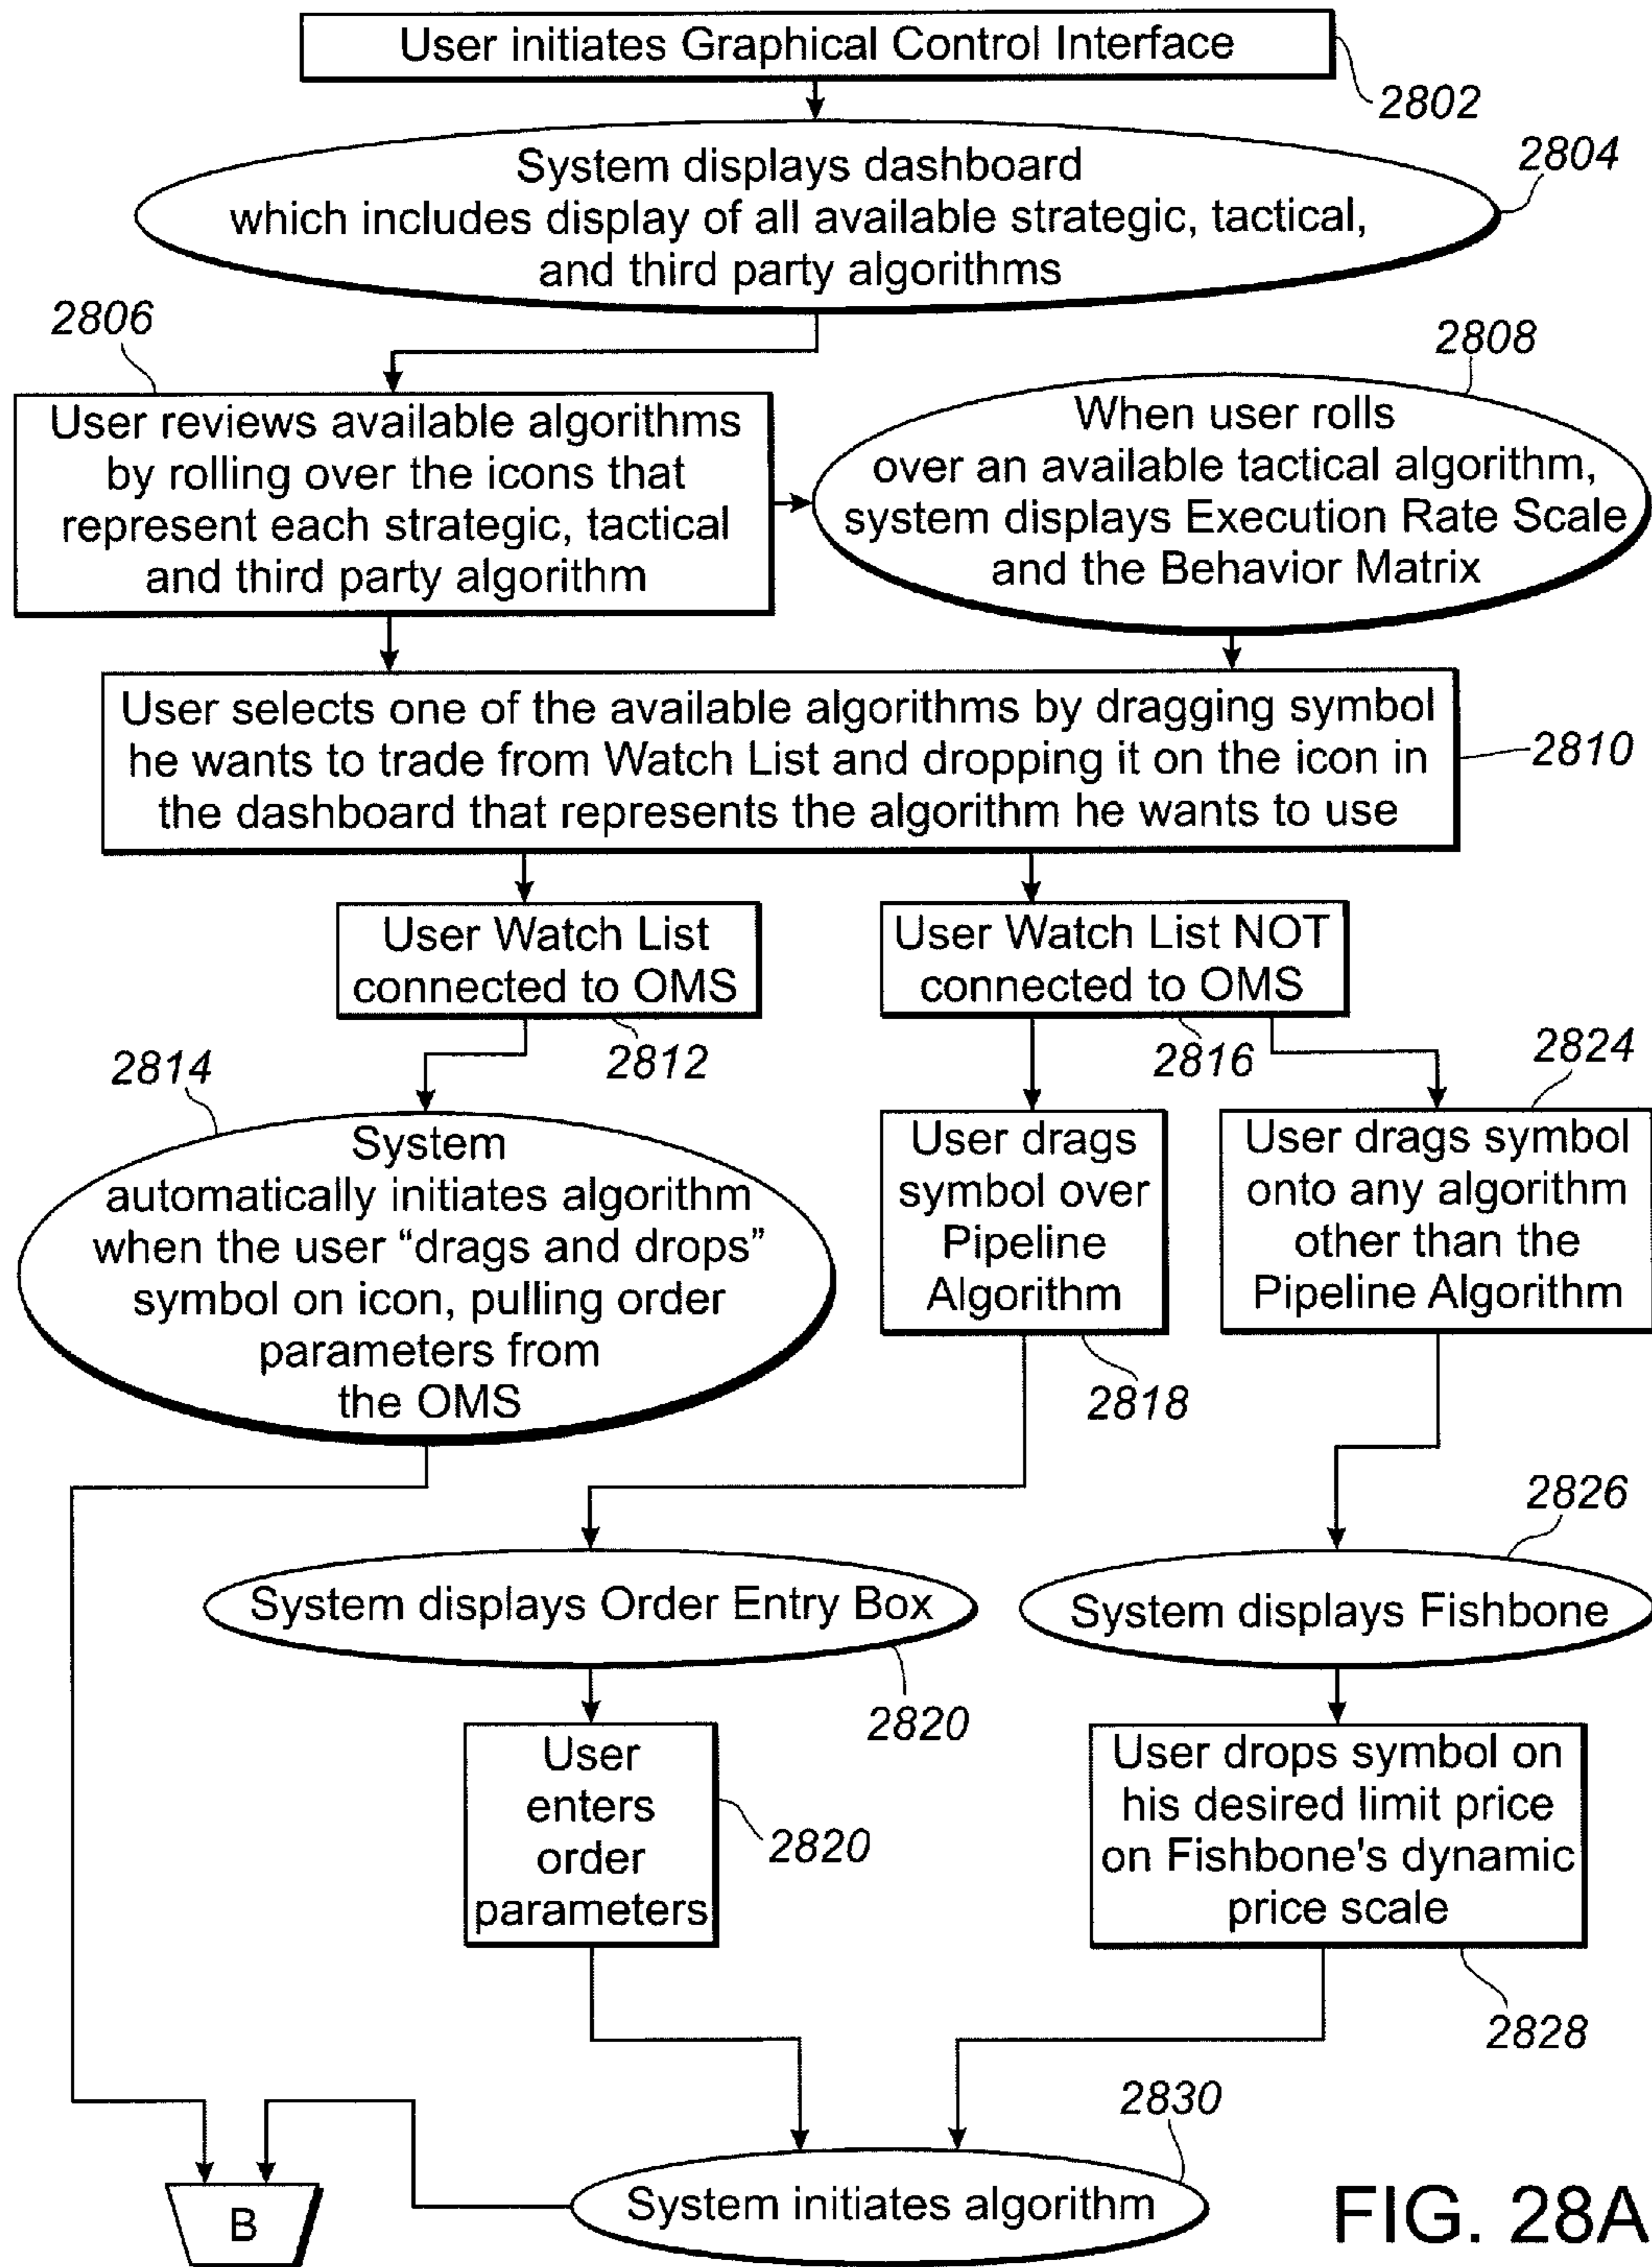 User initiates Graphical Control Interface
2802
System displays dashboard
which includes display of all available strategic, tactical,
and third party algorithms
2804
2806
User reviews available algorithms
by rolling over the icons that
represent each strategic, tactical
and third party algorithm
2808
When user rolls
over an available tactical algorithm,
system displays Execution Rate Scale
and the Behavior Matrix
User selects one of the available algorithms by dragging symbol
he wants to trade from Watch List and dropping it on the icon in
the dashboard that represents the algorithm he wants to use
2810
User Watch List
connected to OMS
2812
User Watch List NOT
connected to OMS
2816
2814
System
automatically initiates algorithm
when the user “drags and drops”
symbol on icon, pulling order
parameters from
the OMS
User drags
symbol over
Pipeline
Algorithm
2818
2824
User drags symbol
onto any algorithm
other than the
Pipeline Algorithm
System displays Order Entry Box
2820
2826
System displays Fishbone
User
enters
order
parameters
2820
User drops symbol on
his desired limit price
on Fishbone's dynamic
price scale
2828
2830
System initiates algorithm
B
FIG. 28A